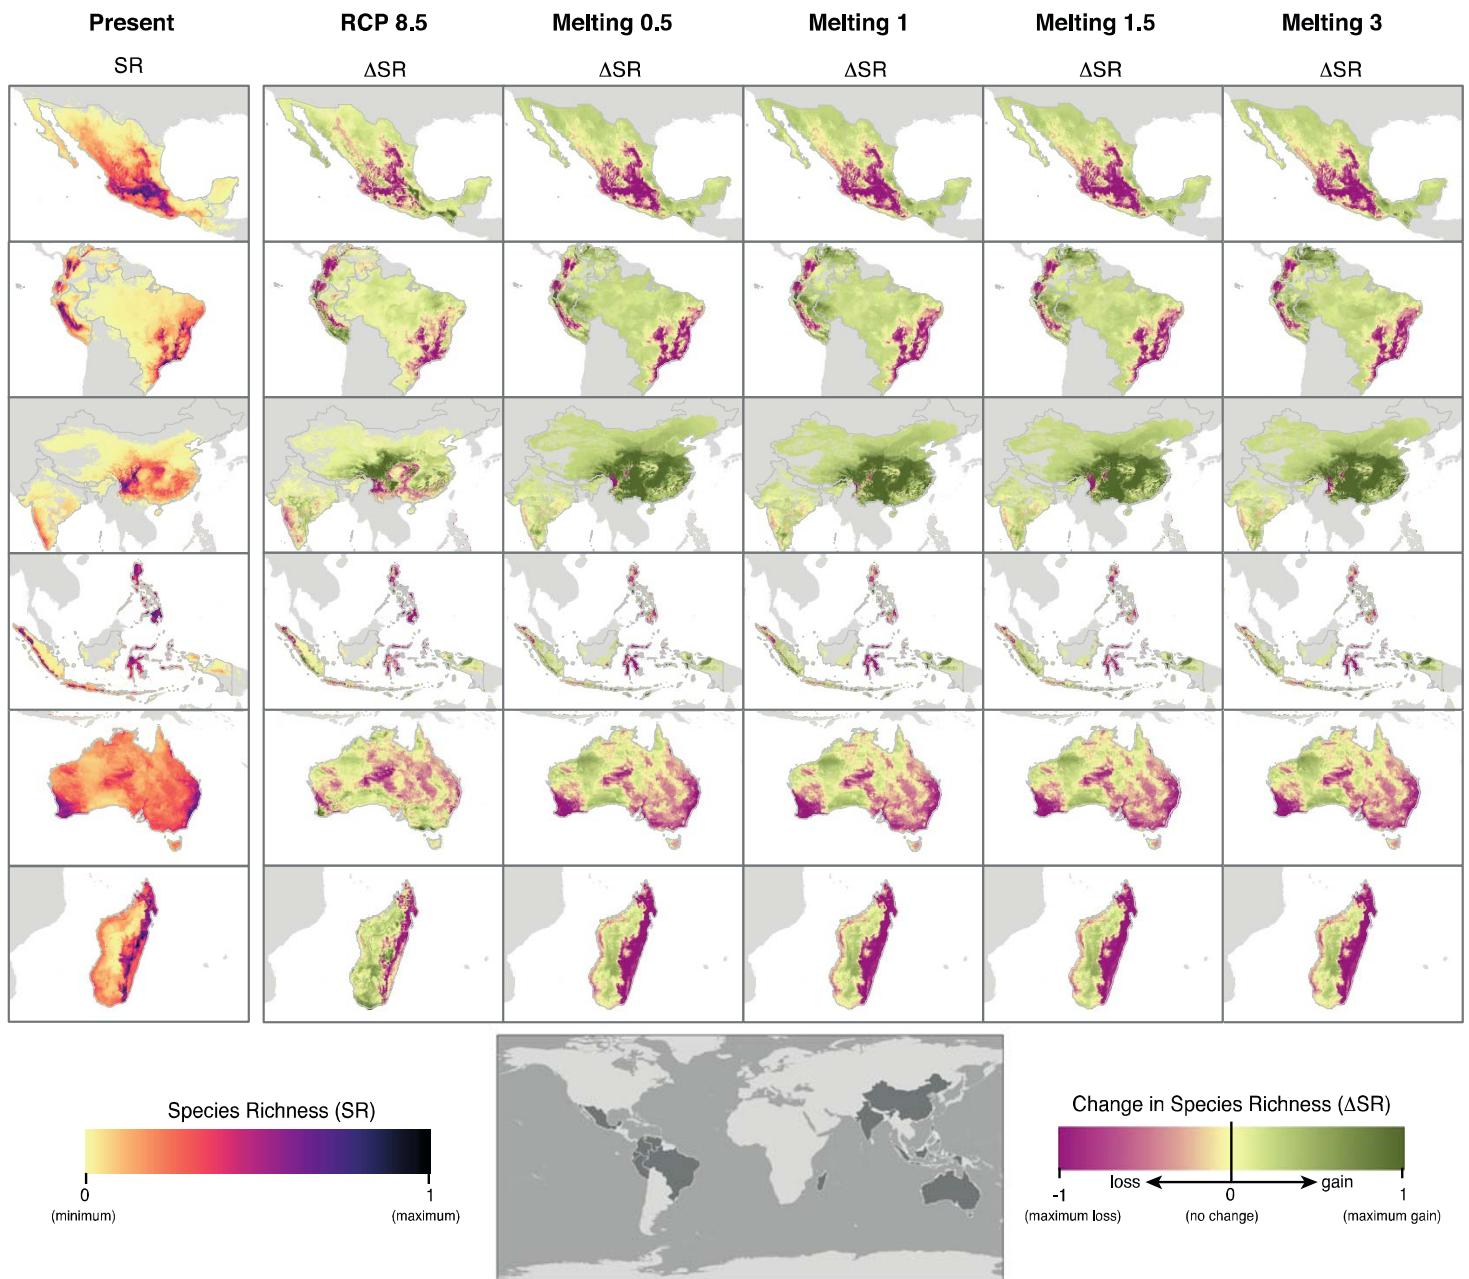 Present RCP 8.5 Melting 0.5 Melting 1 Melting 1.5 Melting 3
SR ΔSR ΔSR ΔSR ΔSR ΔSR
Species Richness (SR)
0 1
(minimum) (maximum)
Change in Species Richness (ΔSR)
loss gain
-1 0 1
(maximum loss) (no change) (maximum gain)